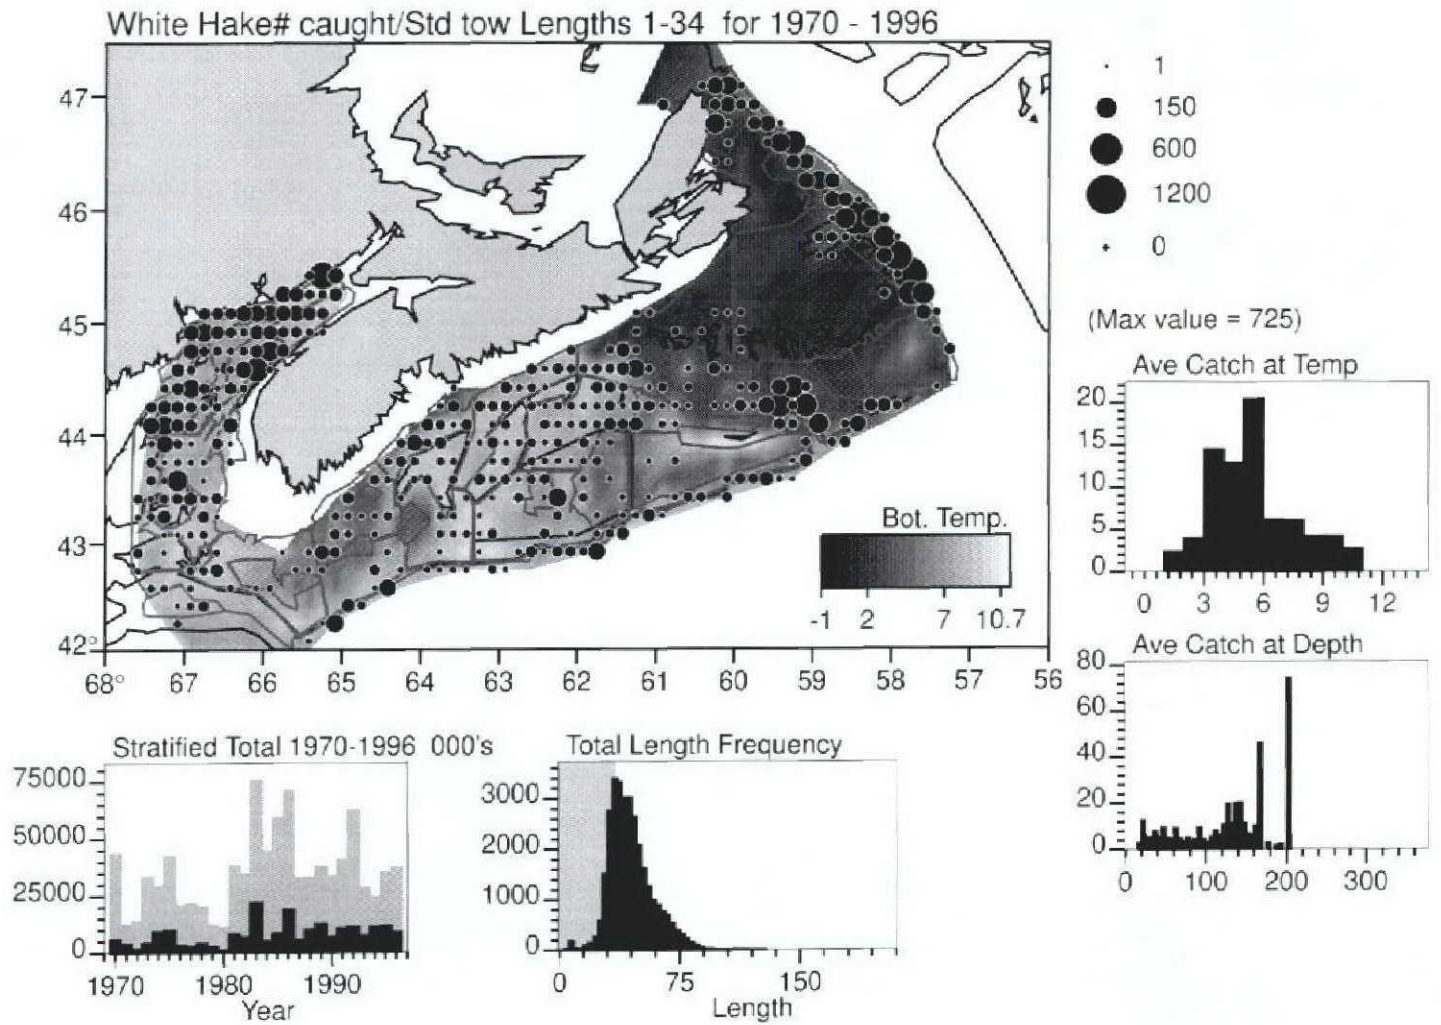 White Hake# caught/Std tow Lengths 1-34 for 1970 - 1996
47
46
45
44
43
42°
68° 67 66 65 64 63 62 61 60 59 58 57 56
Bot. Temp.
-1 2 7 10.7
1
150
600
1200
0
(Max value = 725)
Ave Catch at Temp
20
15
10
5
0
0 3 6 9 12
Ave Catch at Depth
80
60
40
20
0
0 100 200 300
Stratified Total 1970-1996 000's
75000
50000
25000
0
1970 1980 1990
Year
Total Length Frequency
3000
2000
1000
0
0 75 150
Length